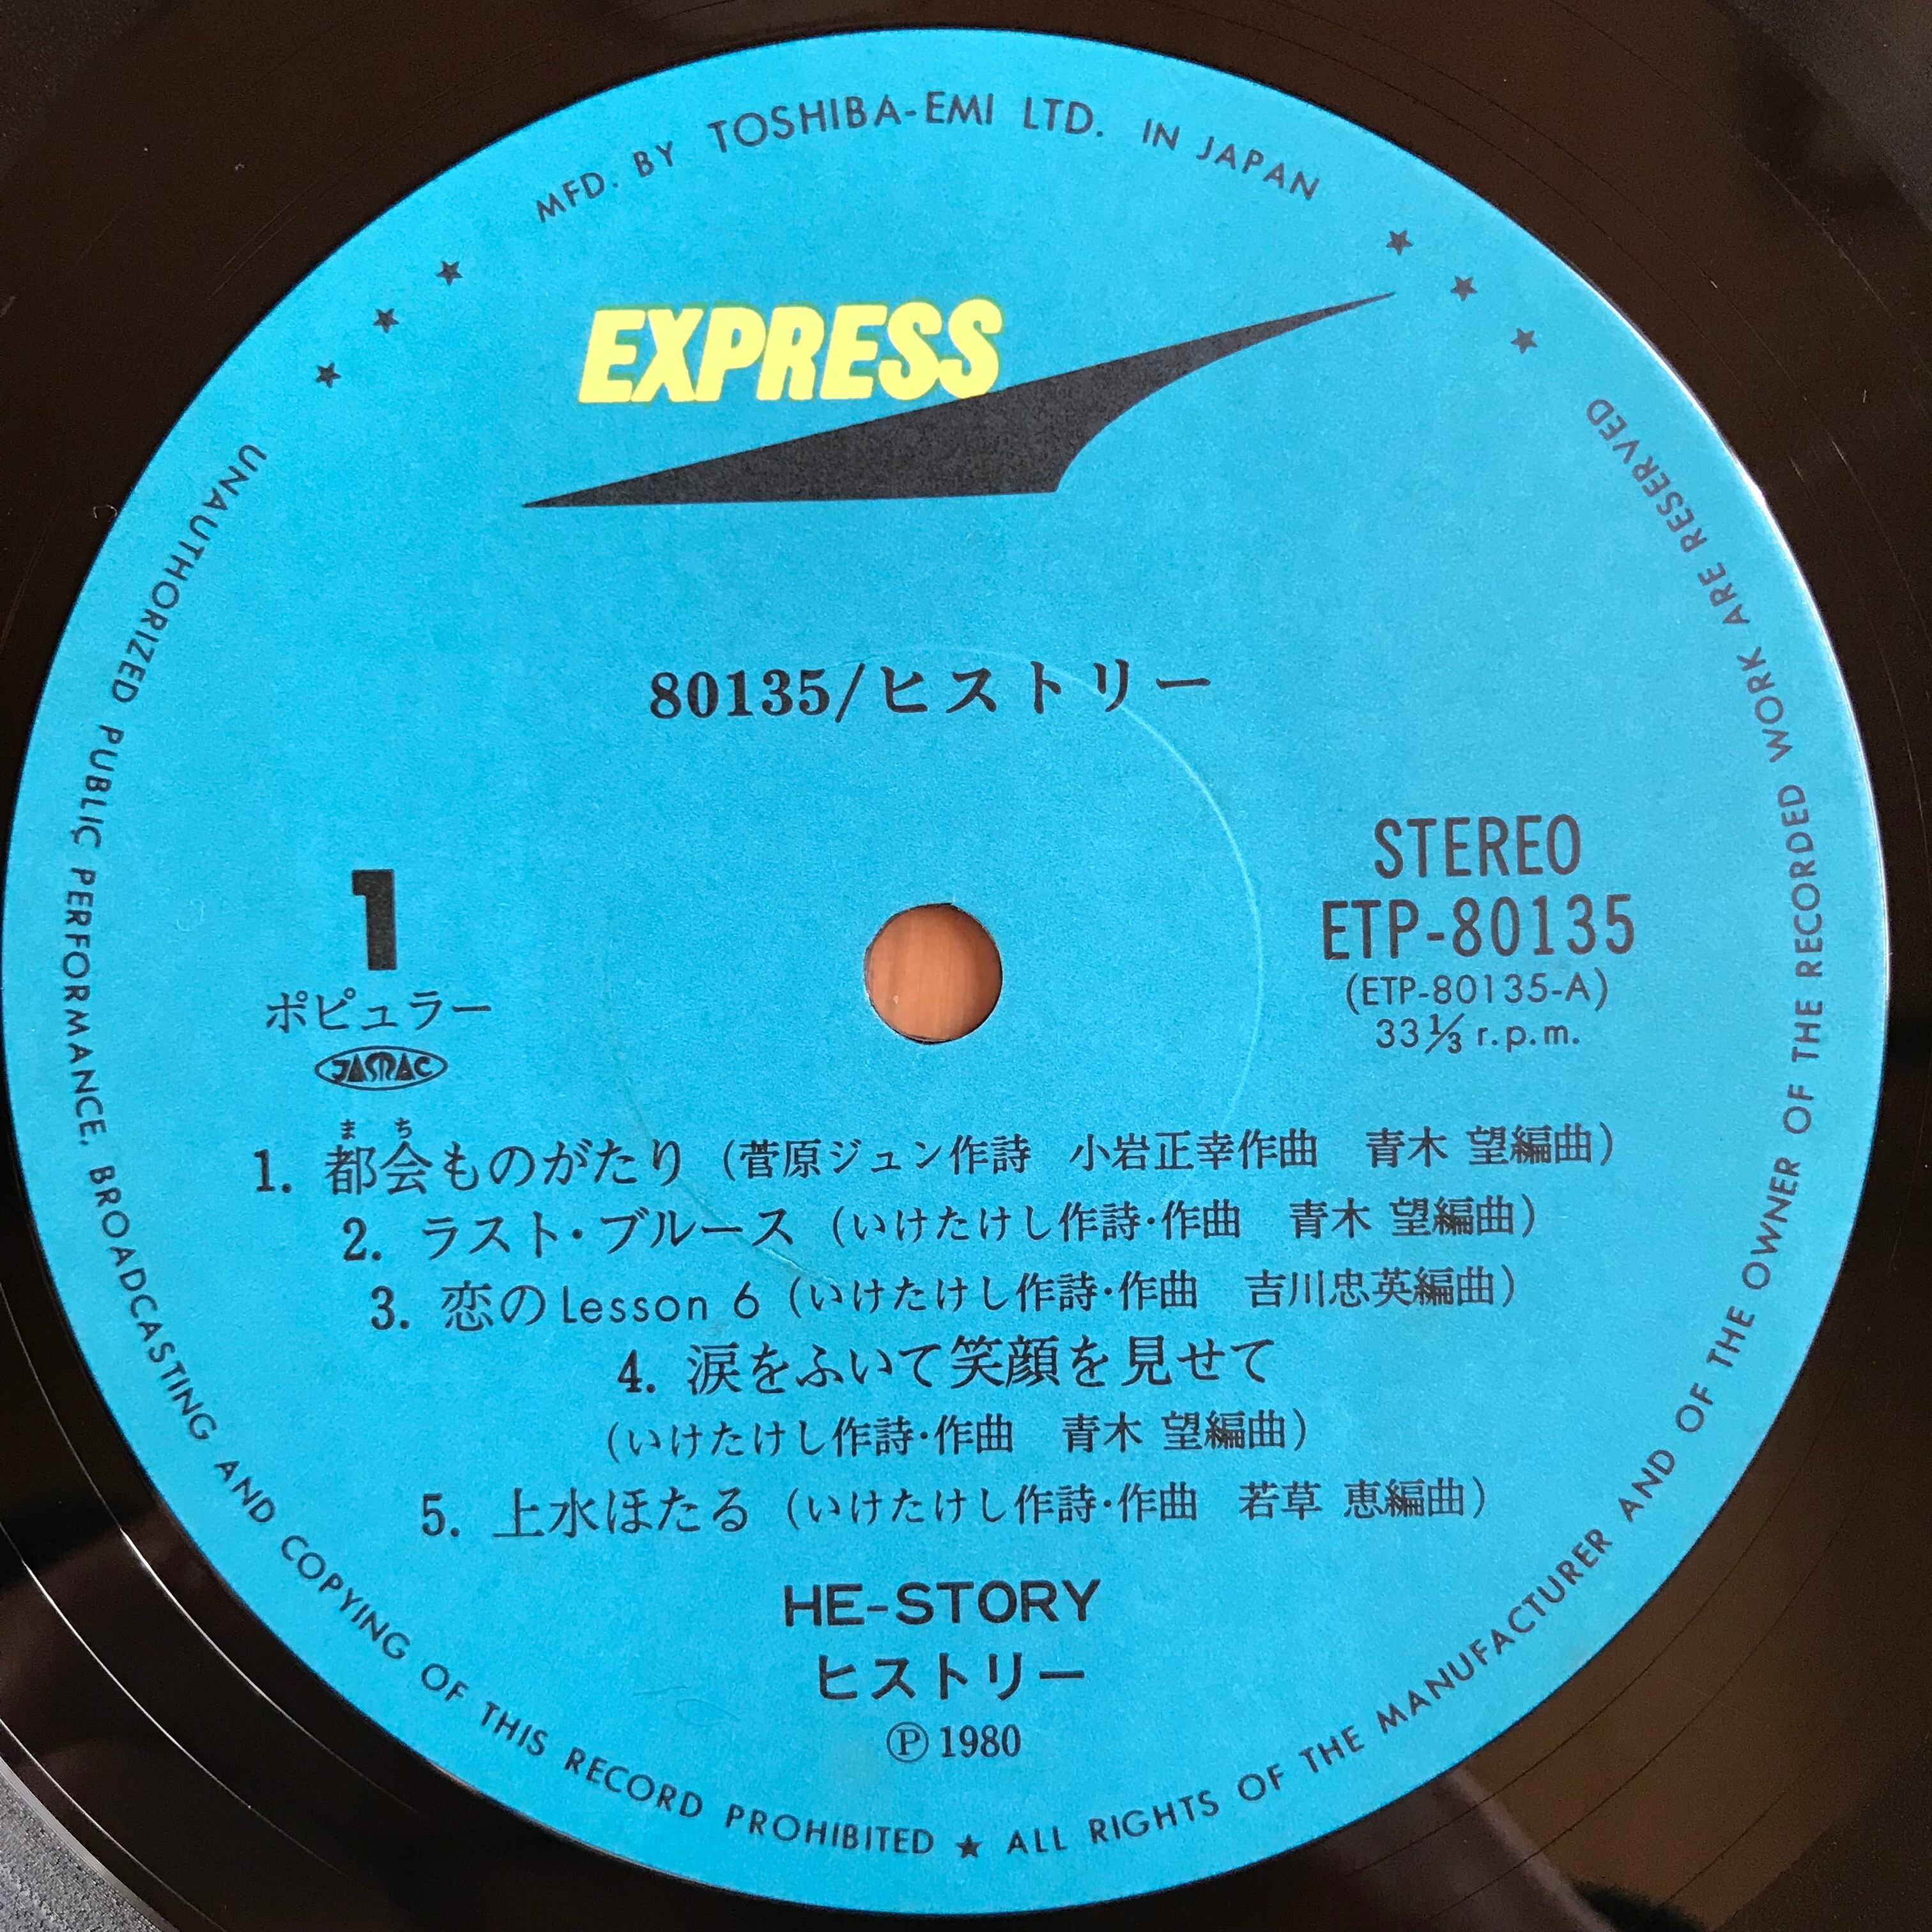 MFD. BY TOSHIBA-EMI LTD. IN JAPAN
EXPRESS
80135/ヒストリー
STEREO
ETP-80135
(ETP-80135-A)
33⅓ r.p.m.
1
ポピュラー
JASRAC
まち
1. 都会ものがたり (菅原ジュン作詩 小岩正幸作曲 青木 望編曲)
2. ラスト・ブルース (いけたけし作詩・作曲 青木 望編曲)
3. 恋のLesson 6 (いけたけし作詩・作曲 吉川忠英編曲)
4. 涙をふいて笑顔を見せて
(いけたけし作詩・作曲 青木 望編曲)
5. 上水ほたる (いけたけし作詩・作曲 若草 恵編曲)
HE-STORY
ヒストリー
Ⓟ1980
UNAUTHORIZED PUBLIC PERFORMANCE, BROADCASTING AND COPYING OF THIS RECORD PROHIBITED ★ ALL RIGHTS OF THE MANUFACTURER AND OF THE OWNER OF THE RECORDED WORK ARE RESERVED